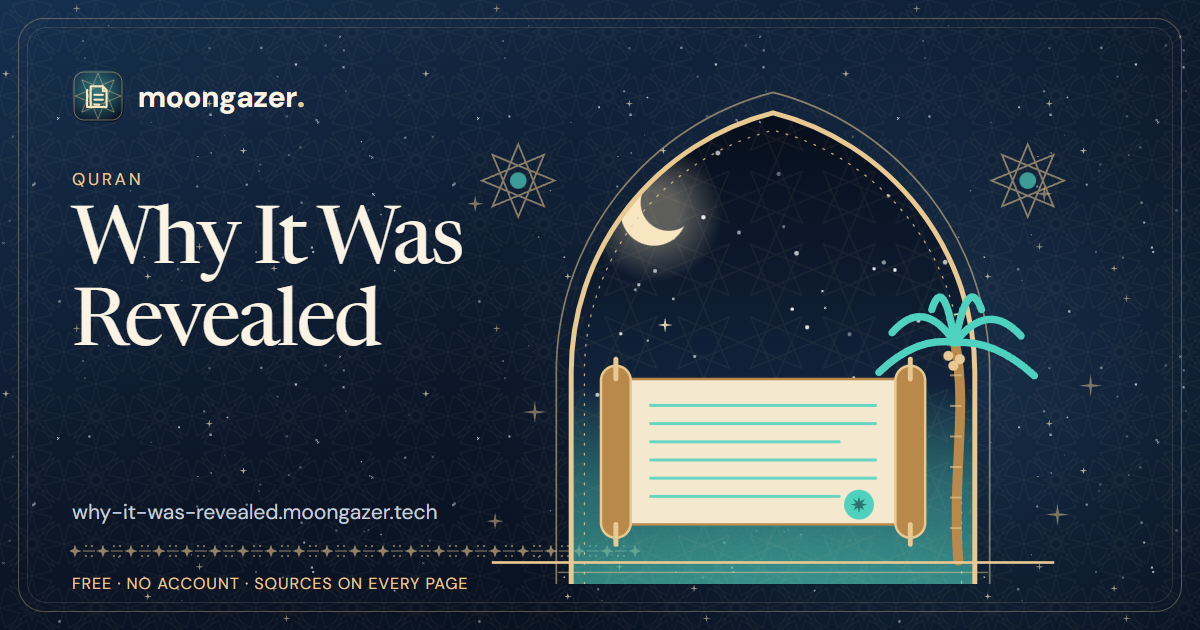 moongazer.
QURAN
Why It Was
Revealed
why-it-was-revealed.moongazer.tech
FREE · NO ACCOUNT · SOURCES ON EVERY PAGE